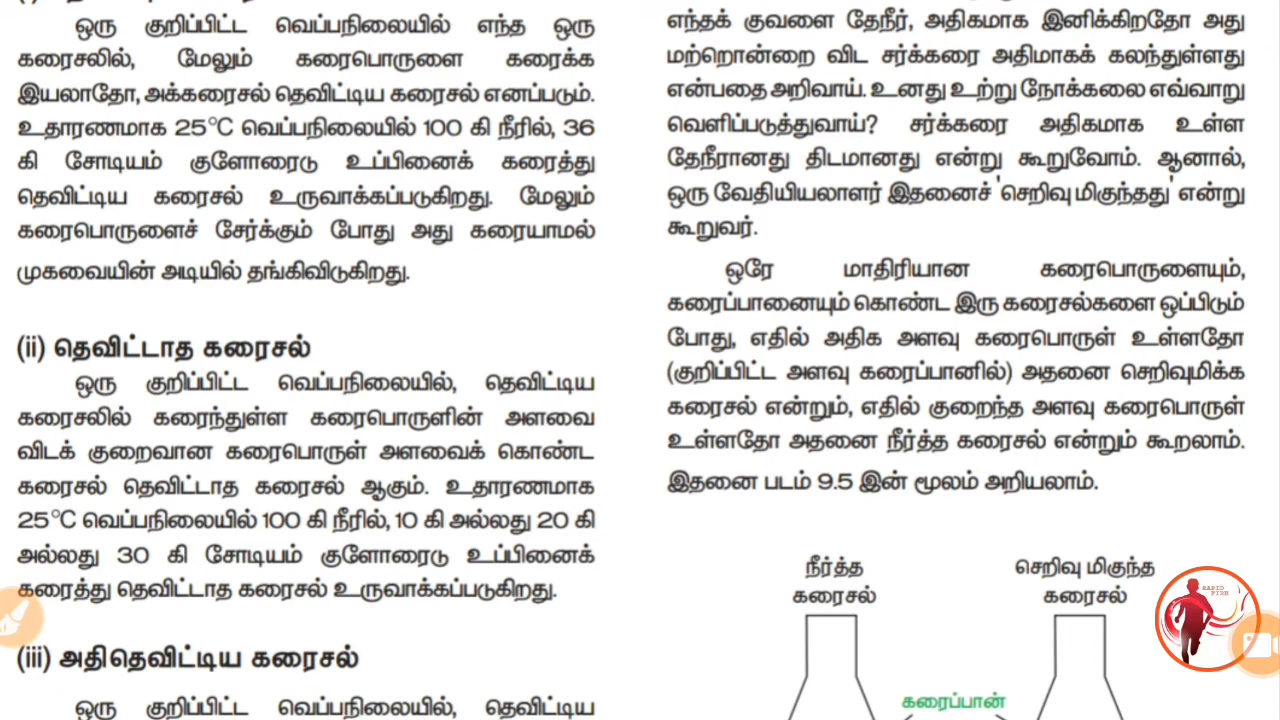 ஒரு குறிப்பிட்ட வெப்பநிலையில் எந்த ஒரு
கரைசலில், மேலும் கரைபொருளை கரைக்க
இயலாதோ, அக்கரைசல் தெவிட்டிய கரைசல் எனப்படும்.
உதாரணமாக 25°C வெப்பநிலையில் 100 கி நீரில், 36
கி சோடியம் குளோரைடு உப்பினைக் கரைத்து
தெவிட்டிய கரைசல் உருவாக்கப்படுகிறது. மேலும்
கரைபொருளைச் சேர்க்கும் போது அது கரையாமல்
முகவையின் அடியில் தங்கிவிடுகிறது.
(ii) தெவிட்டாத கரைசல்
ஒரு குறிப்பிட்ட வெப்பநிலையில், தெவிட்டிய
கரைசலில் கரைந்துள்ள கரைபொருளின் அளவை
விடக் குறைவான கரைபொருள் அளவைக் கொண்ட
கரைசல் தெவிட்டாத கரைசல் ஆகும். உதாரணமாக
25°C வெப்பநிலையில் 100 கி நீரில், 10 கி அல்லது 20 கி
அல்லது 30 கி சோடியம் குளோரைடு உப்பினைக்
கரைத்து தெவிட்டாத கரைசல் உருவாக்கப்படுகிறது.
(iii) அதிதெவிட்டிய கரைசல்
ஒரு குறிப்பிட்ட வெப்பநிலையில், தெவிட்டிய
எந்தக் குவளை தேநீர், அதிகமாக இனிக்கிறதோ அது
மற்றொன்றை விட சர்க்கரை அதிமாகக் கலந்துள்ளது
என்பதை அறிவாய். உனது உற்று நோக்கலை எவ்வாறு
வெளிப்படுத்துவாய்? சர்க்கரை அதிகமாக உள்ள
தேநீரானது திடமானது என்று கூறுவோம். ஆனால்,
ஒரு வேதியியலாளர் இதனைச் 'செறிவு மிகுந்தது' என்று
கூறுவர்.
ஒரே மாதிரியான கரைபொருளையும்,
கரைப்பானையும் கொண்ட இரு கரைசல்களை ஒப்பிடும்
போது, எதில் அதிக அளவு கரைபொருள் உள்ளதோ
(குறிப்பிட்ட அளவு கரைப்பானில்) அதனை செறிவுமிக்க
கரைசல் என்றும், எதில் குறைந்த அளவு கரைபொருள்
உள்ளதோ அதனை நீர்த்த கரைசல் என்றும் கூறலாம்.
இதனை படம் 9.5 இன் மூலம் அறியலாம்.
நீர்த்த
கரைசல்
செறிவு மிகுந்த
கரைசல்
கரைப்பான்
RAPID